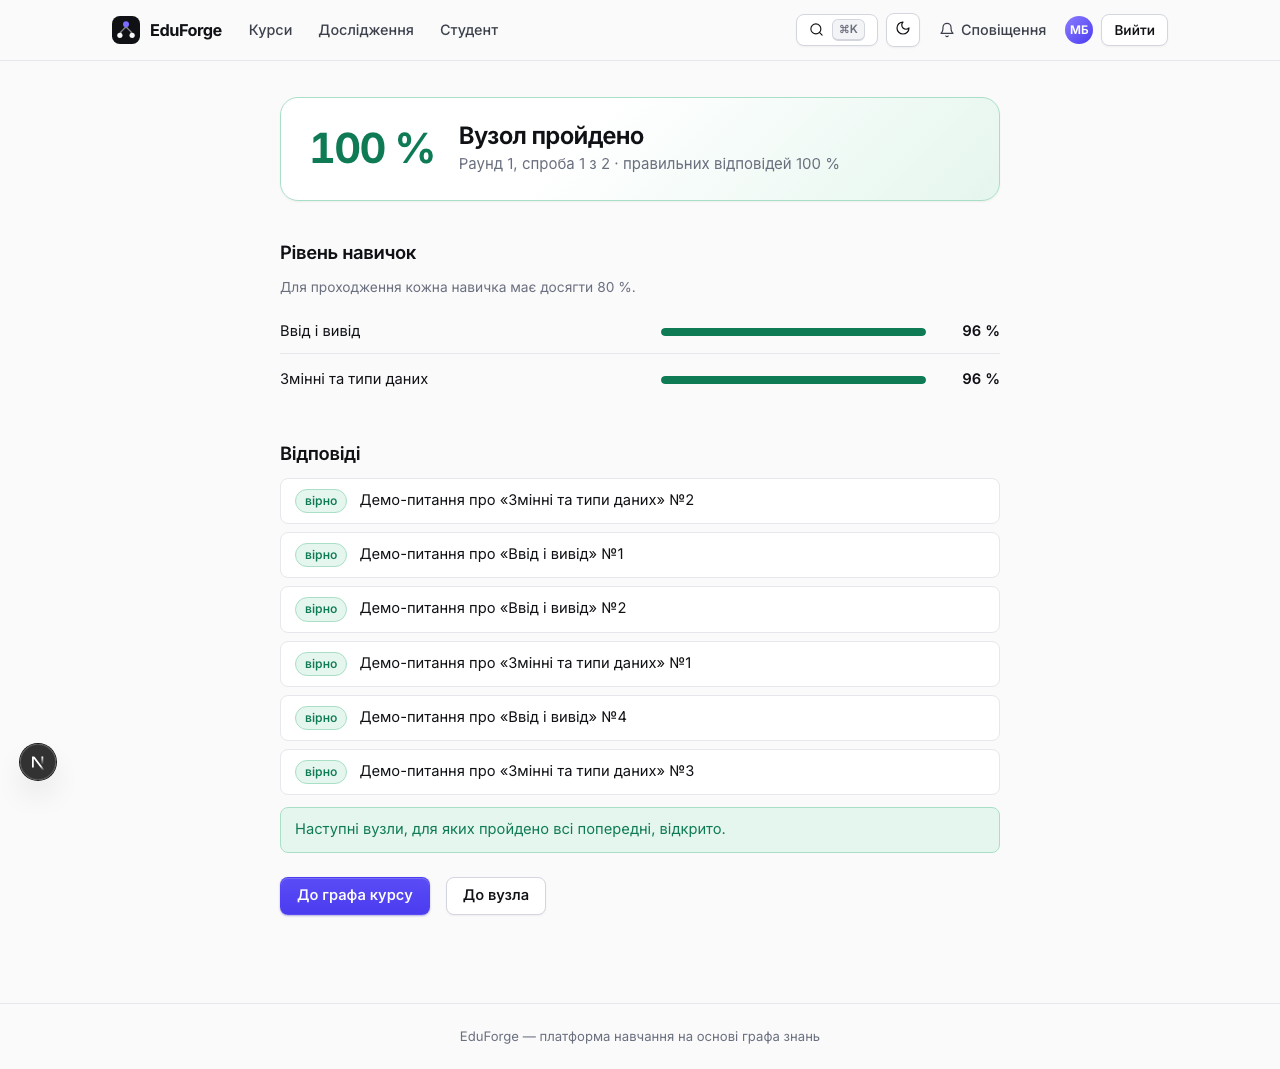 EduForge Курси Дослідження Студент ⌘K Сповіщення МБ Вийти
100 % Вузол пройдено
Раунд 1, спроба 1 з 2 · правильних відповідей 100 %
Рівень навичок
Для проходження кожна навичка має досягти 80 %.
Ввід і вивід 96 %
Змінні та типи даних 96 %
Відповіді
вірно Демо-питання про «Змінні та типи даних» №2
вірно Демо-питання про «Ввід і вивід» №1
вірно Демо-питання про «Ввід і вивід» №2
вірно Демо-питання про «Змінні та типи даних» №1
вірно Демо-питання про «Ввід і вивід» №4
вірно Демо-питання про «Змінні та типи даних» №3
N
Наступні вузли, для яких пройдено всі попередні, відкрито.
До графа курсу До вузла
EduForge — платформа навчання на основі графа знань